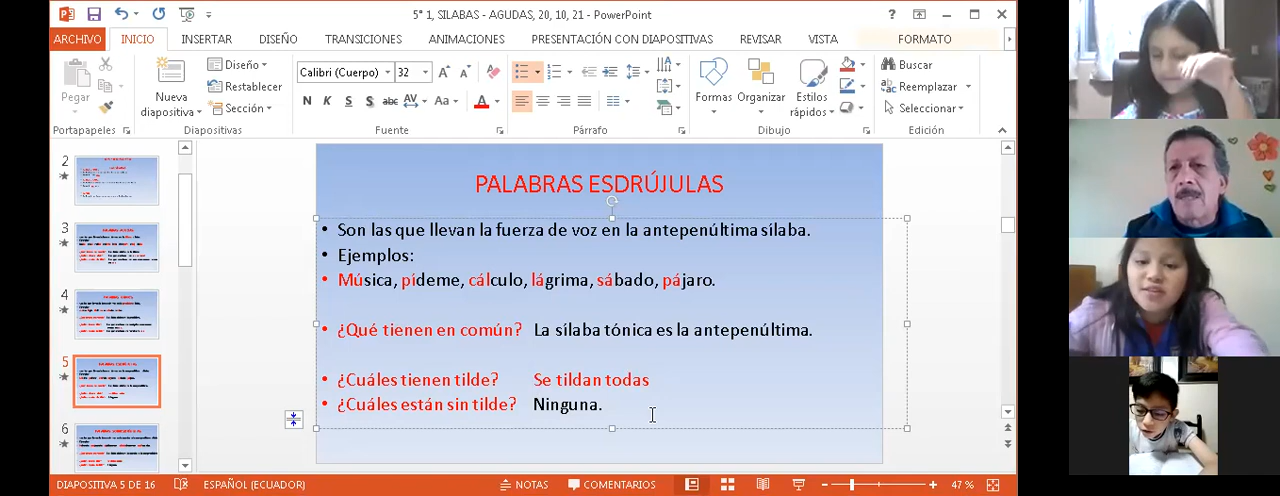 5° 1, SILABAS - AGUDAS, 20, 10, 21 - PowerPoint
ARCHIVO INICIO INSERTAR DISEÑO TRANSICIONES ANIMACIONES PRESENTACIÓN CON DIAPOSITIVAS REVISAR VISTA FORMATO
Pegar
Portapapeles
Nueva diapositiva
Diseño
Restablecer
Sección
Diapositivas
Calibri (Cuerpo) 32
N K S S abc AV Aa A
Fuente
Párrafo
Formas
Organizar
Estilos rápidos
Dibujo
Buscar
Reemplazar
Seleccionar
Edición
2
3
4
5
6
PALABRAS ESDRÚJULAS
• Son las que llevan la fuerza de voz en la antepenúltima sílaba.
• Ejemplos:
• Música, pídeme, cálculo, lágrima, sábado, pájaro.
• ¿Qué tienen en común? La sílaba tónica es la antepenúltima.
• ¿Cuáles tienen tilde? Se tildan todas
• ¿Cuáles están sin tilde? Ninguna.
DIAPOSITIVA 5 DE 16 ESPAÑOL (ECUADOR) NOTAS COMENTARIOS 47 %